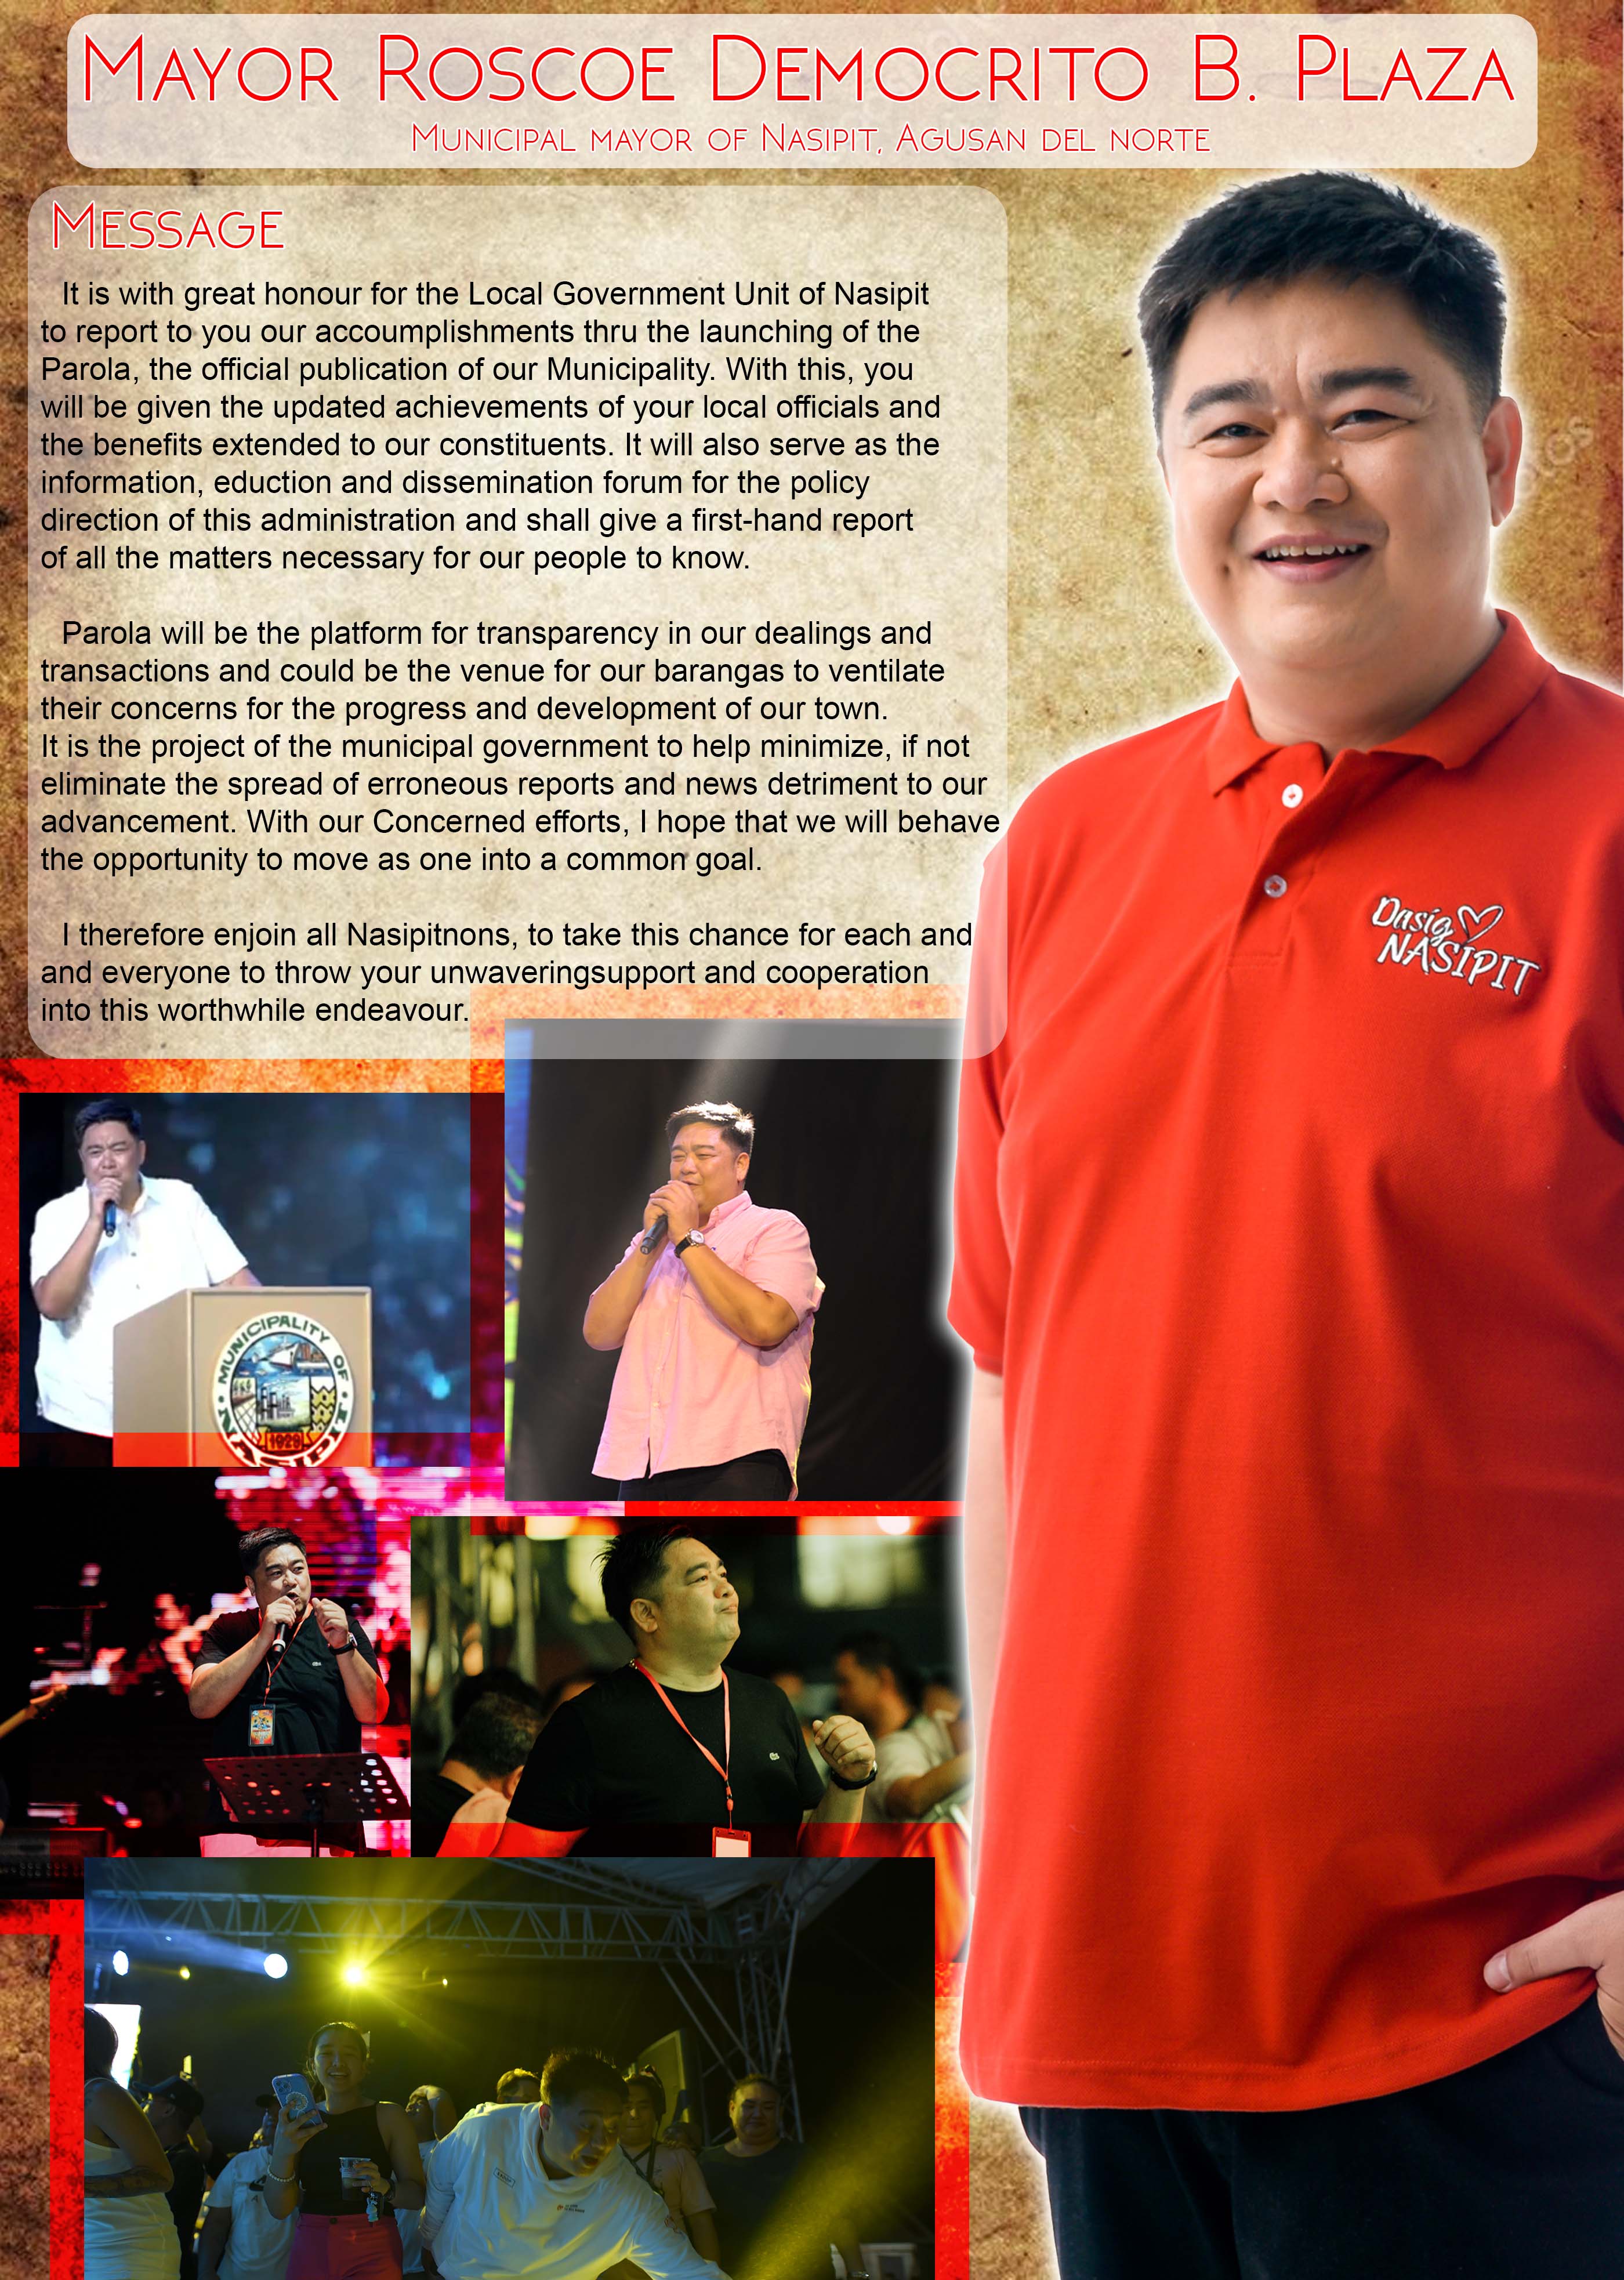 Mayor Roscoe Democrito B. Plaza
Municipal mayor of Nasipit, Agusan del norte
Message
It is with great honour for the Local Government Unit of Nasipit
to report to you our accoumplishments thru the launching of the
Parola, the official publication of our Municipality. With this, you
will be given the updated achievements of your local officials and
the benefits extended to our constituents. It will also serve as the
information, eduction and dissemination forum for the policy
direction of this administration and shall give a first-hand report
of all the matters necessary for our people to know.
Parola will be the platform for transparency in our dealings and
transactions and could be the venue for our barangas to ventilate
their concerns for the progress and development of our town.
It is the project of the municipal government to help minimize, if not
eliminate the spread of erroneous reports and news detriment to our
advancement. With our Concerned efforts, I hope that we will behave
the opportunity to move as one into a common goal.
I therefore enjoin all Nasipitnons, to take this chance for each and
and everyone to throw your unwaveringsupport and cooperation
into this worthwhile endeavour.
Dasig
NASIPIT
MUNICIPALITY OF
1929